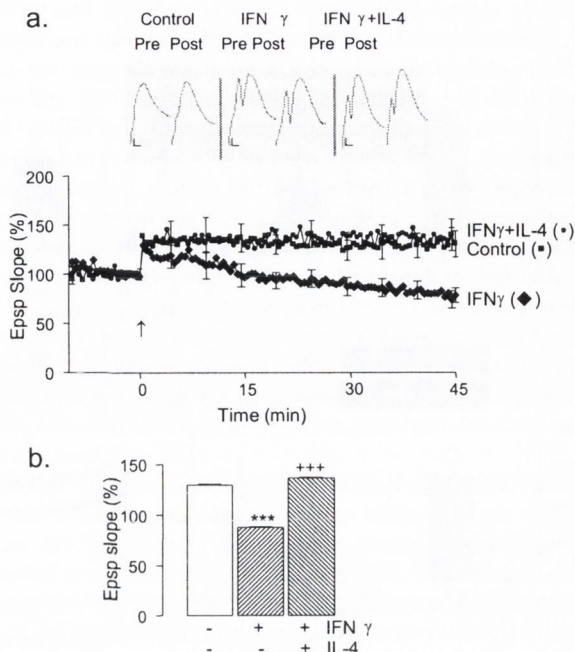 a.
Control IFN γ IFN γ+IL-4
Pre Post Pre Post Pre Post
200
150
100
50
0
Epsp Slope (%)
IFNγ+IL-4 (•)
Control (▪)
IFNγ (◆)
0 15 30 45
Time (min)
b.
150
100
50
0
Epsp slope (%)
***
+++
- + + IFN γ
- - + IL-4